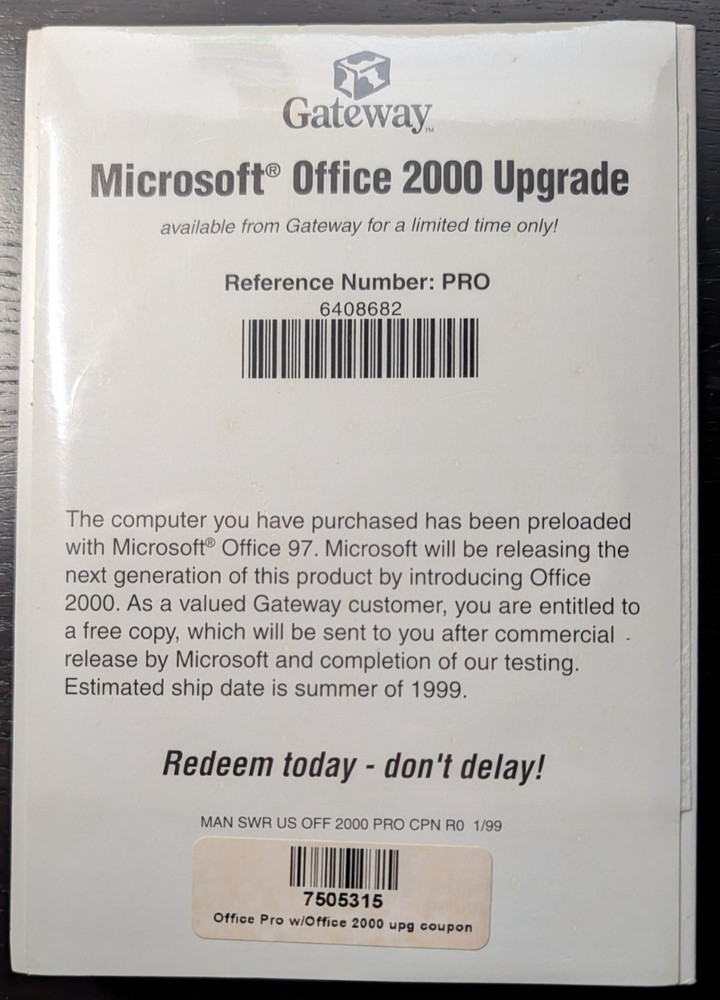 Gateway™
Microsoft® Office 2000 Upgrade
available from Gateway for a limited time only!
Reference Number: PRO
6408682
The computer you have purchased has been preloaded
with Microsoft® Office 97. Microsoft will be releasing the
next generation of this product by introducing Office
2000. As a valued Gateway customer, you are entitled to
a free copy, which will be sent to you after commercial
release by Microsoft and completion of our testing.
Estimated ship date is summer of 1999.
Redeem today - don't delay!
MAN SWR US OFF 2000 PRO CPN R0 1/99
7505315
Office Pro w/Office 2000 upg coupon